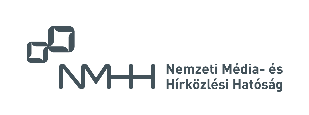 NMHH
Nemzeti Média- és
Hírközlési Hatóság